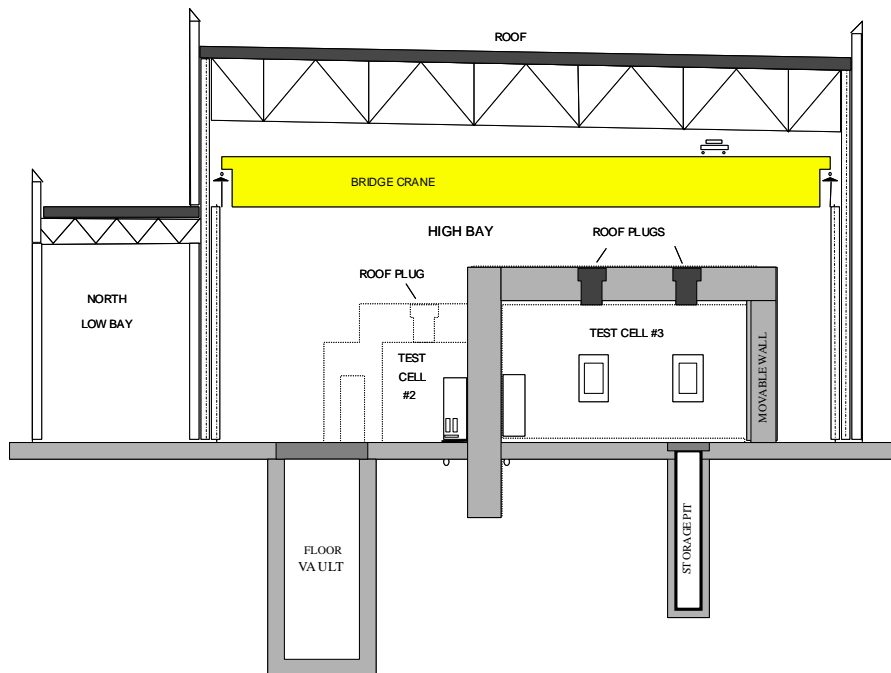 ROOF
BRIDGE CRANE
HIGH BAY
ROOF PLUGS
ROOF PLUG
NORTH
LOW BAY
TEST CELL #3
TEST
CELL
#2
MOVABLE WALL
FLOOR
VAULT
STORAGE PIT